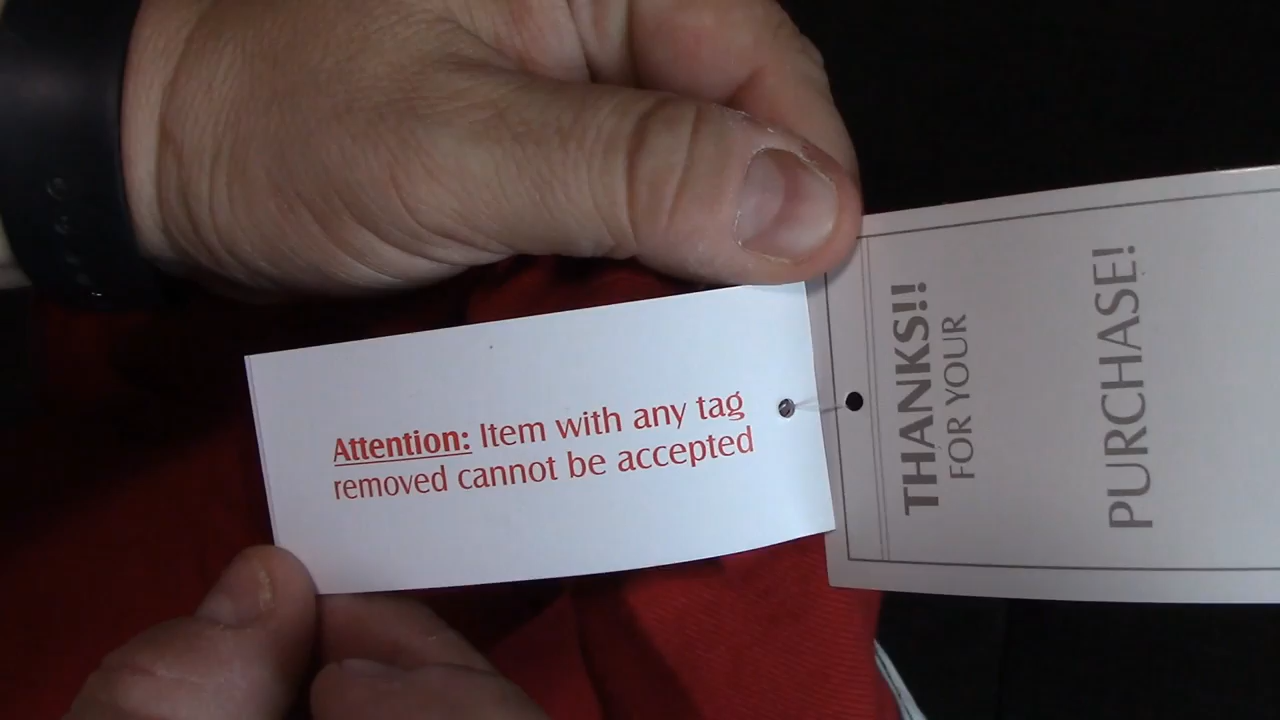 Attention: Item with any tag
removed cannot be accepted
THANKS!!
FOR YOUR
PURCHASE!